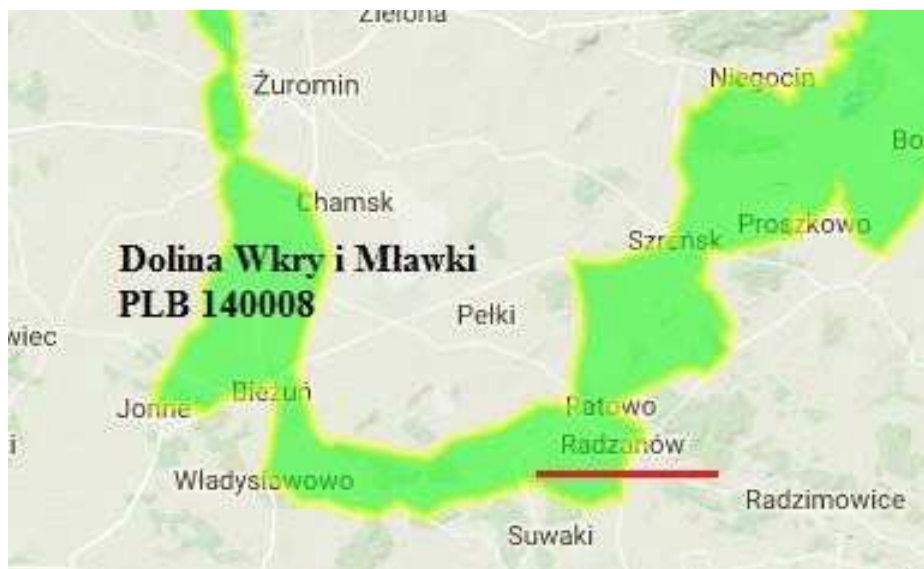 Zielona
Żuromin
Niegocin
Bo
Chamsk
Szreńsk
Proszkowo
Dolina Wkry i Mławki
PLB 140008
Pełki
wiec
Bieżuń
Jonne
Ratowo
Radzanów
i
Władysławowo
Radzimowice
Suwaki